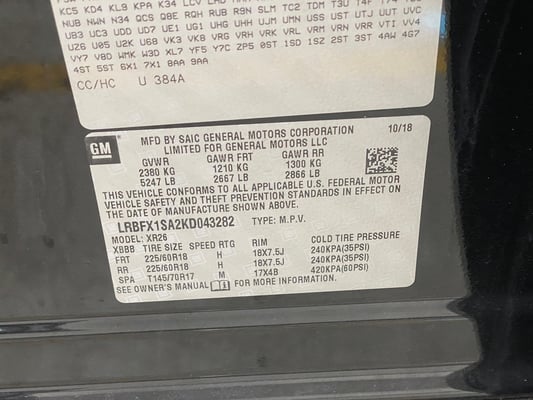 KC5 KD4 KL9 KPA K34 LCV
NUB NWN N34 QCS Q8E RQH RUB R9N SLM TC2 TDM T3U T4F T74
UB3 UC3 UDD UD7 UE1 UG1 UHG UHH UJM UMN USS UST UTJ UUT UVC
U26 U05 U2K U68 VK3 VK8 VRG VRH VRK VRL VRM VRN VRR VTI VV4
VY7 V8D WMK W3D XL7 YF5 Y7C ZP5 0ST 1SD 1SZ 2ST 3ST 4AW 4G7
4ST 5ST 6X1 7X1 8AA 9AA
CC/HC U 384A
GM
MFD BY SAIC GENERAL MOTORS CORPORATION 10/18
LIMITED FOR GENERAL MOTORS LLC
GVWR GAWR FRT GAWR RR
2380 KG 1210 KG 1300 KG
5247 LB 2667 LB 2866 LB
THIS VEHICLE CONFORMS TO ALL APPLICABLE U.S. FEDERAL MOTOR
VEHICLE SAFETY AND THEFT PREVENTION STANDARDS IN EFFECT ON
THE DATE OF MANUFACTURE SHOWN ABOVE.
LRBFX1SA2KD043282 TYPE: M.P.V.
MODEL: XR26
XBBB TIRE SIZE SPEED RTG RIM COLD TIRE PRESSURE
FRT 225/60R18 H 18X7.5J 240KPA(35PSI)
RR 225/60R18 H 18X7.5J 240KPA(35PSI)
SPA T145/70R17 M 17X4B 420KPA(60PSI)
SEE OWNER'S MANUAL FOR MORE INFORMATION.